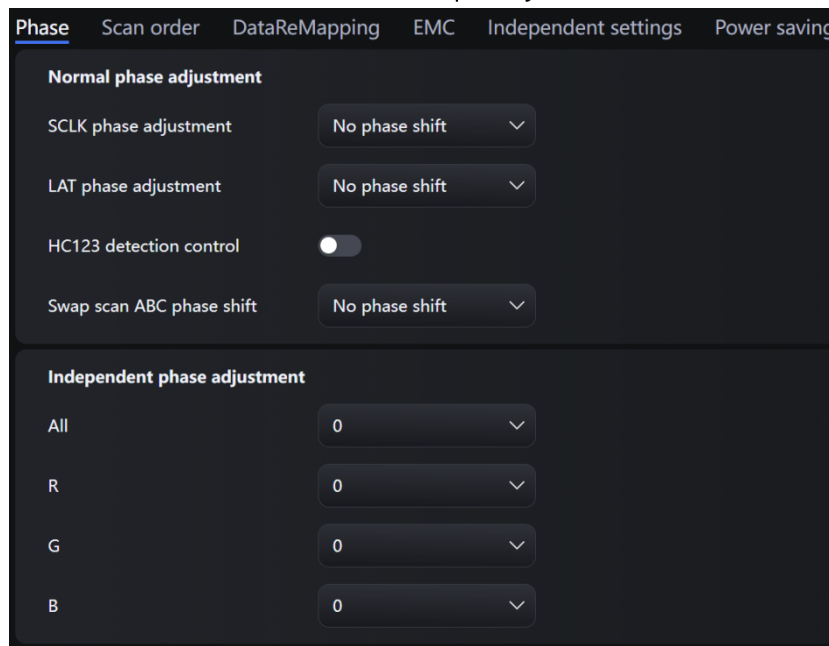 Phase Scan order DataReMapping EMC Independent settings Power saving
Normal phase adjustment
SCLK phase adjustment No phase shift
LAT phase adjustment No phase shift
HC123 detection control
Swap scan ABC phase shift No phase shift
Independent phase adjustment
All 0
R 0
G 0
B 0